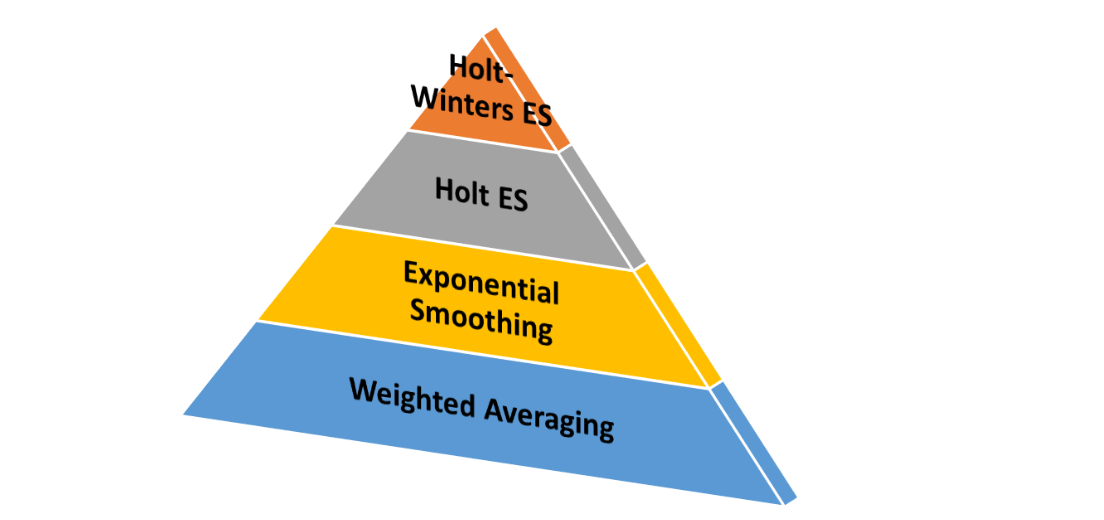 Holt-
Winters ES
Holt ES
Exponential
Smoothing
Weighted Averaging